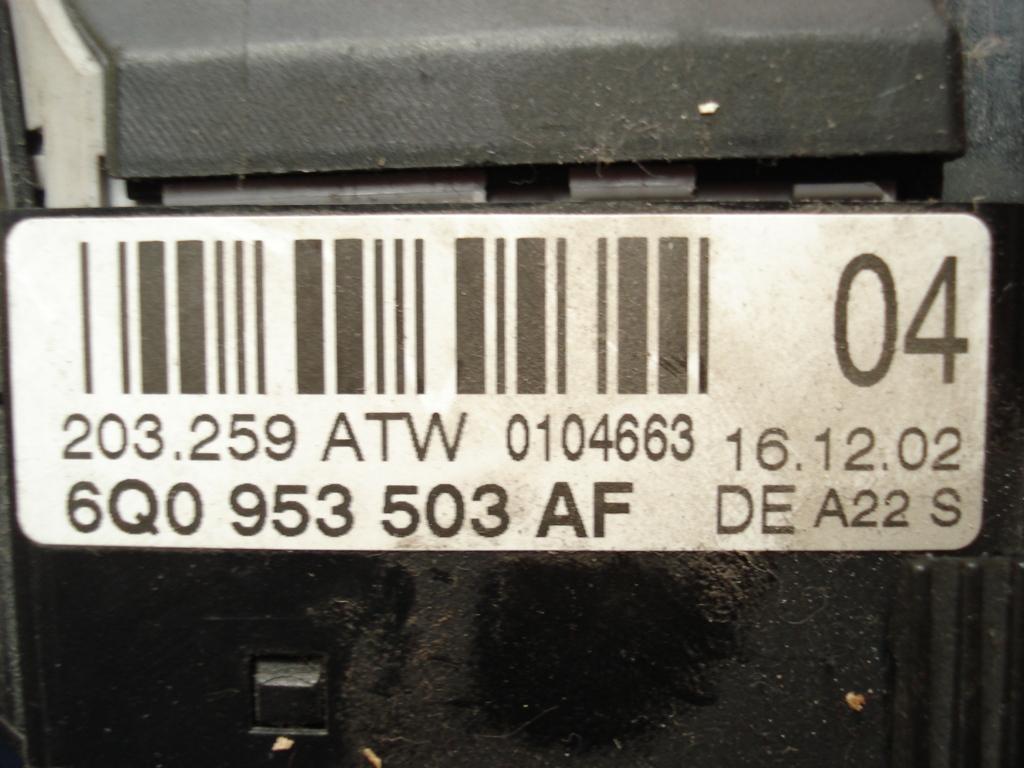 04
203.259 ATW 0104663 16.12.02
6Q0 953 503 AF DE A22 S